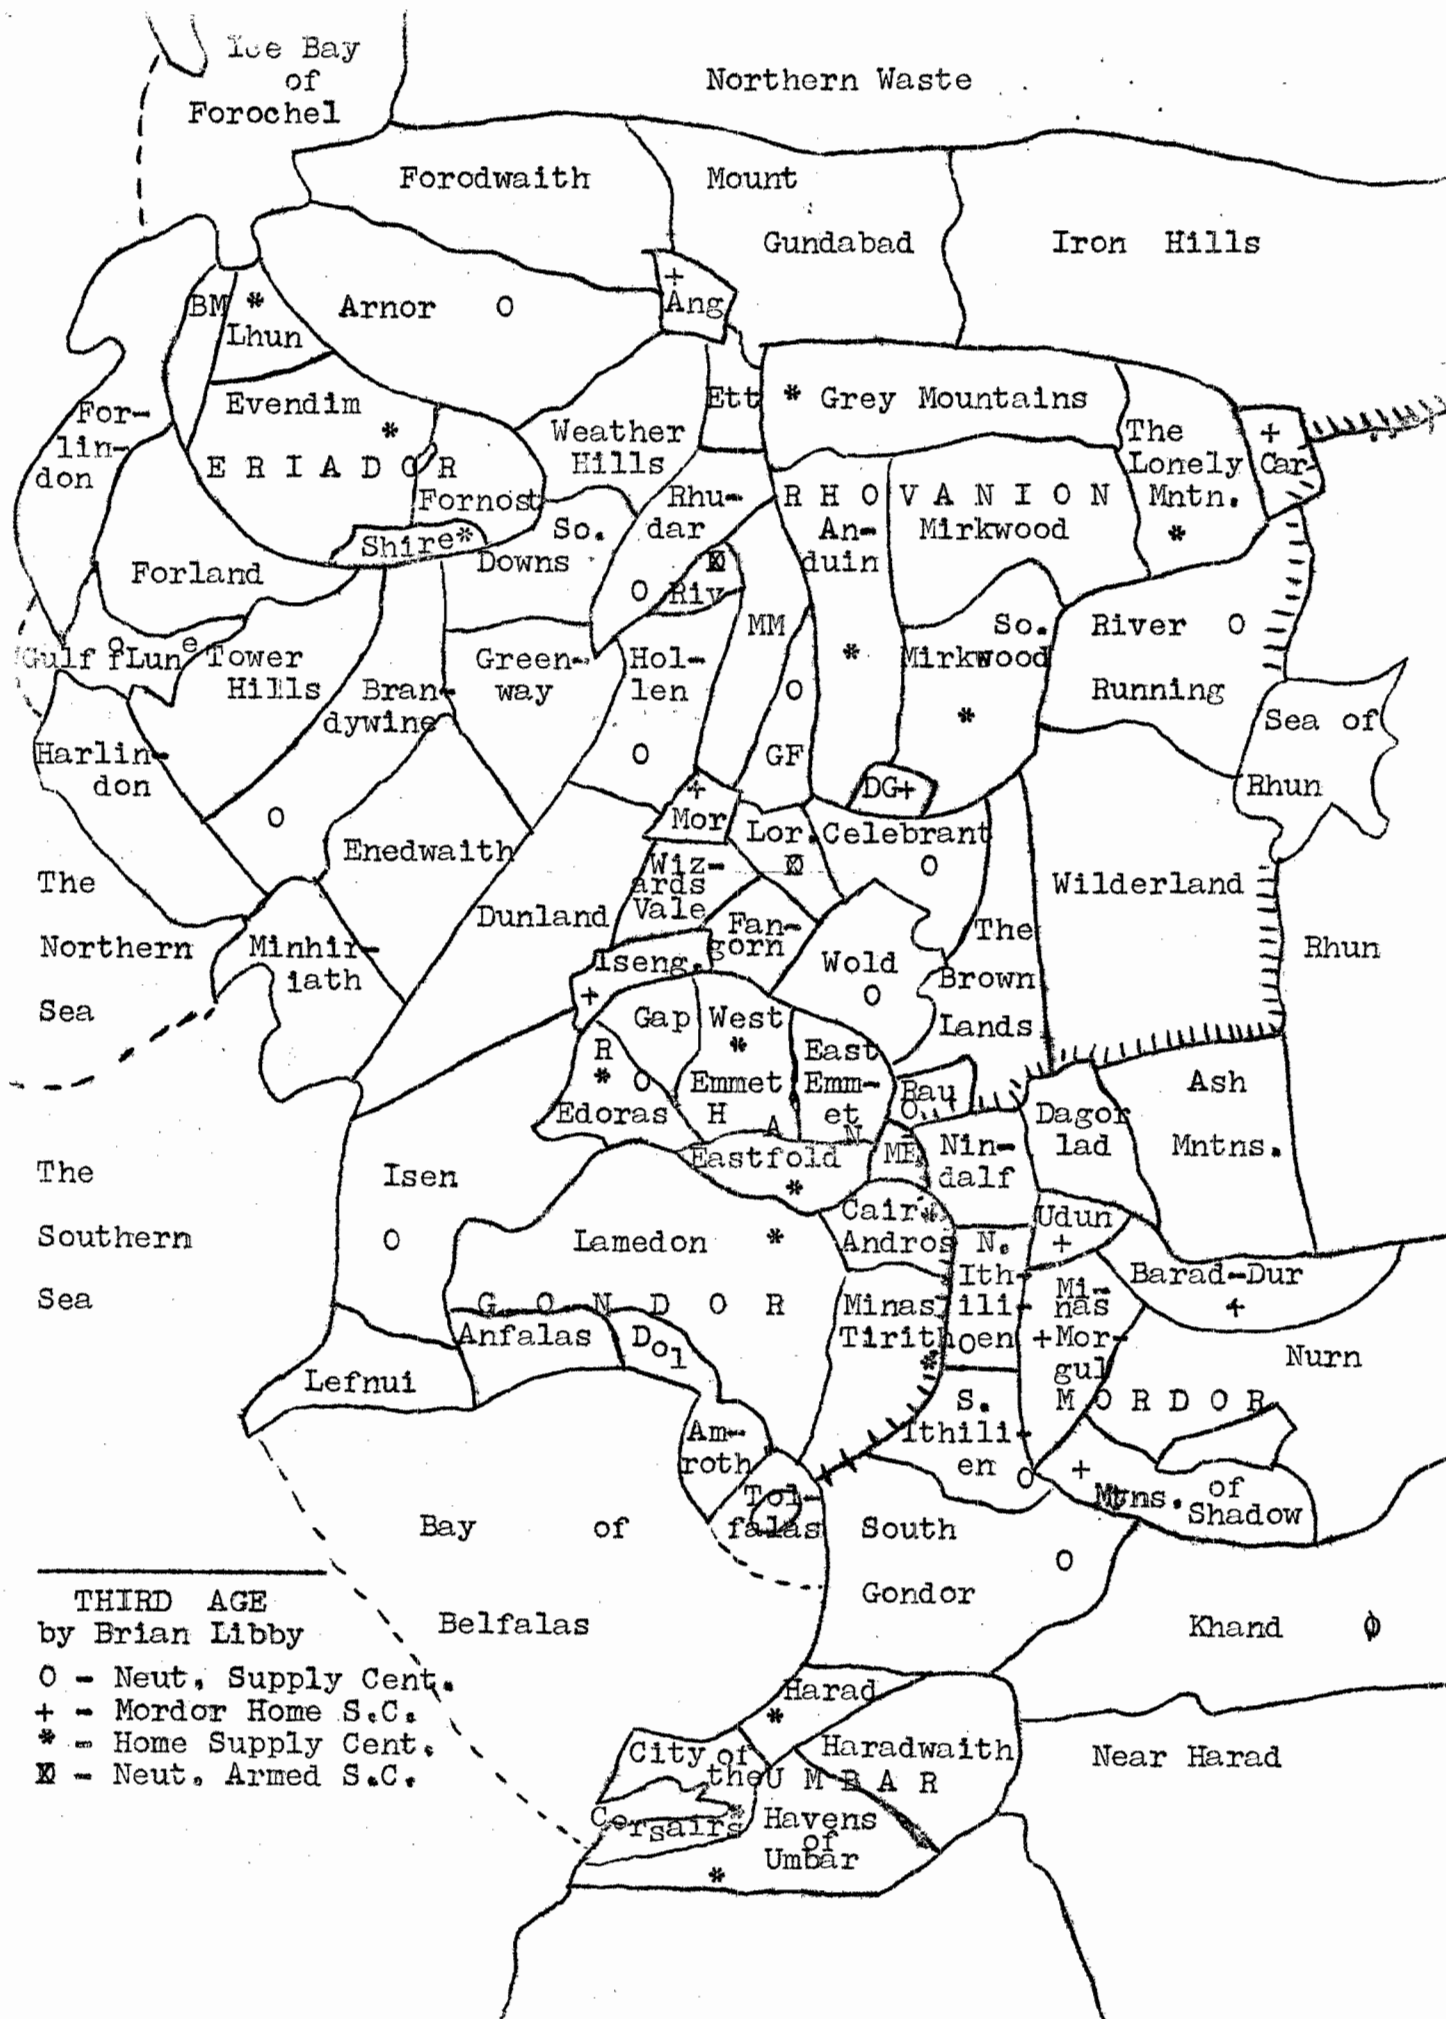 Ice Bay
of
Forochel
Northern Waste
Forodwaith
Mount
Gundabad
Iron Hills
+
Ang
BM *
Lhun
Arnor O
Evendim
*
E R I A D O R
Fornost
Shire*
For-
lin-
don
Forland
Weather
Hills
Ett
* Grey Mountains
The
Lonely
Mntn.
*
+
Car
R H O V A N I O N
An-
duin
*
Mirkwood
Rhu-
dar
O
So.
Downs
Riv
MM
So.
Mirkwood
*
River O
Running
Gulf of Lune
Tower
Hills
Bran-
dywine
O
Green-
way
Hol-
len
O
O
GF
Sea of
Rhun
Harlin-
don
DG+
+
Mor
Lor.
Celebrant
O
Enedwaith
Wiz-
ards
Vale
Wilderland
The
Northern
Sea
Dunland
Fan-
gorn
Wold
O
The
Brown
Lands
Rhun
Minhir-
iath
Iseng.
+
Gap
O
West
*
Emmet
East
Emm-
et
R
*
Edoras
H
A
N
Rau
O
Dagor
lad
Ash
Mntns.
Eastfold
*
Nin-
dalf
The
Southern
Sea
Isen
O
Lamedon *
Cair *
Andros
N.
Ith-
ili-
en
O
Udun
+
Barad-Dur
+
G O N D O R
Anfalas
Dol
Minas
Tirith
*
Mi-
nas
+Mor-
gul
Nurn
Lefnui
S.
Ithili-
en O
M O R D O R
Am-
roth
+
Mtns. of
Shadow
Tol-
falas
Bay of
Belfalas
South
Gondor
O
Khand
THIRD AGE
by Brian Libby
O - Neut. Supply Cent.
+ - Mordor Home S.C.
* - Home Supply Cent.
- Neut. Armed S.C.
Harad
*
City of
the
Corsairs
*
U M B A R
Haradwaith
Near Harad
Havens
of
Umbar
*